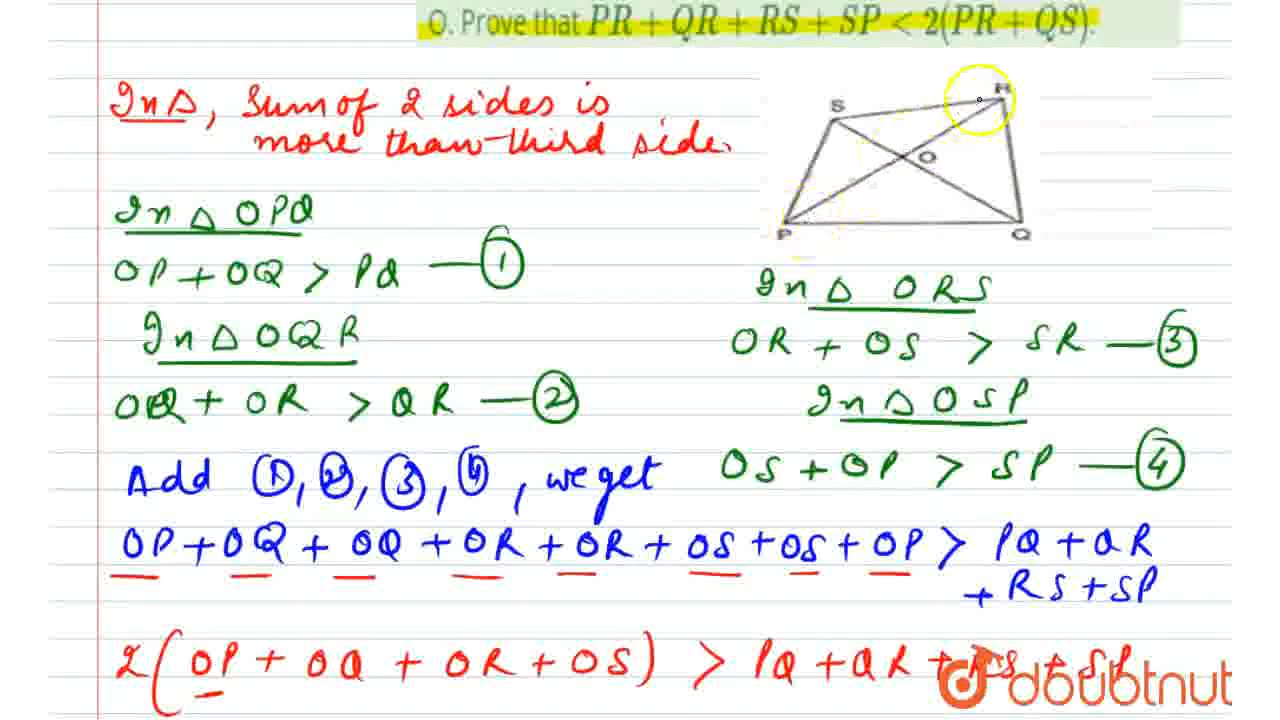 O. Prove that PR + QR + RS + SP < 2(PR + QS).
In Δ, Sum of 2 sides is
more than third side.
S
R
O
P
Q
In Δ OPQ
OP + OQ > PQ — ①
In Δ OQR
OQ + OR > QR — ②
In Δ ORS
OR + OS > SR — ③
In Δ OSP
OS + OP > SP — ④
Add ①, ②, ③, ④, we get
OP + OQ + OQ + OR + OR + OS + OS + OP > PQ + QR
+ RS + SP
2(OP + OQ + OR + OS) > PQ + QR + RS + SP
doubtnut